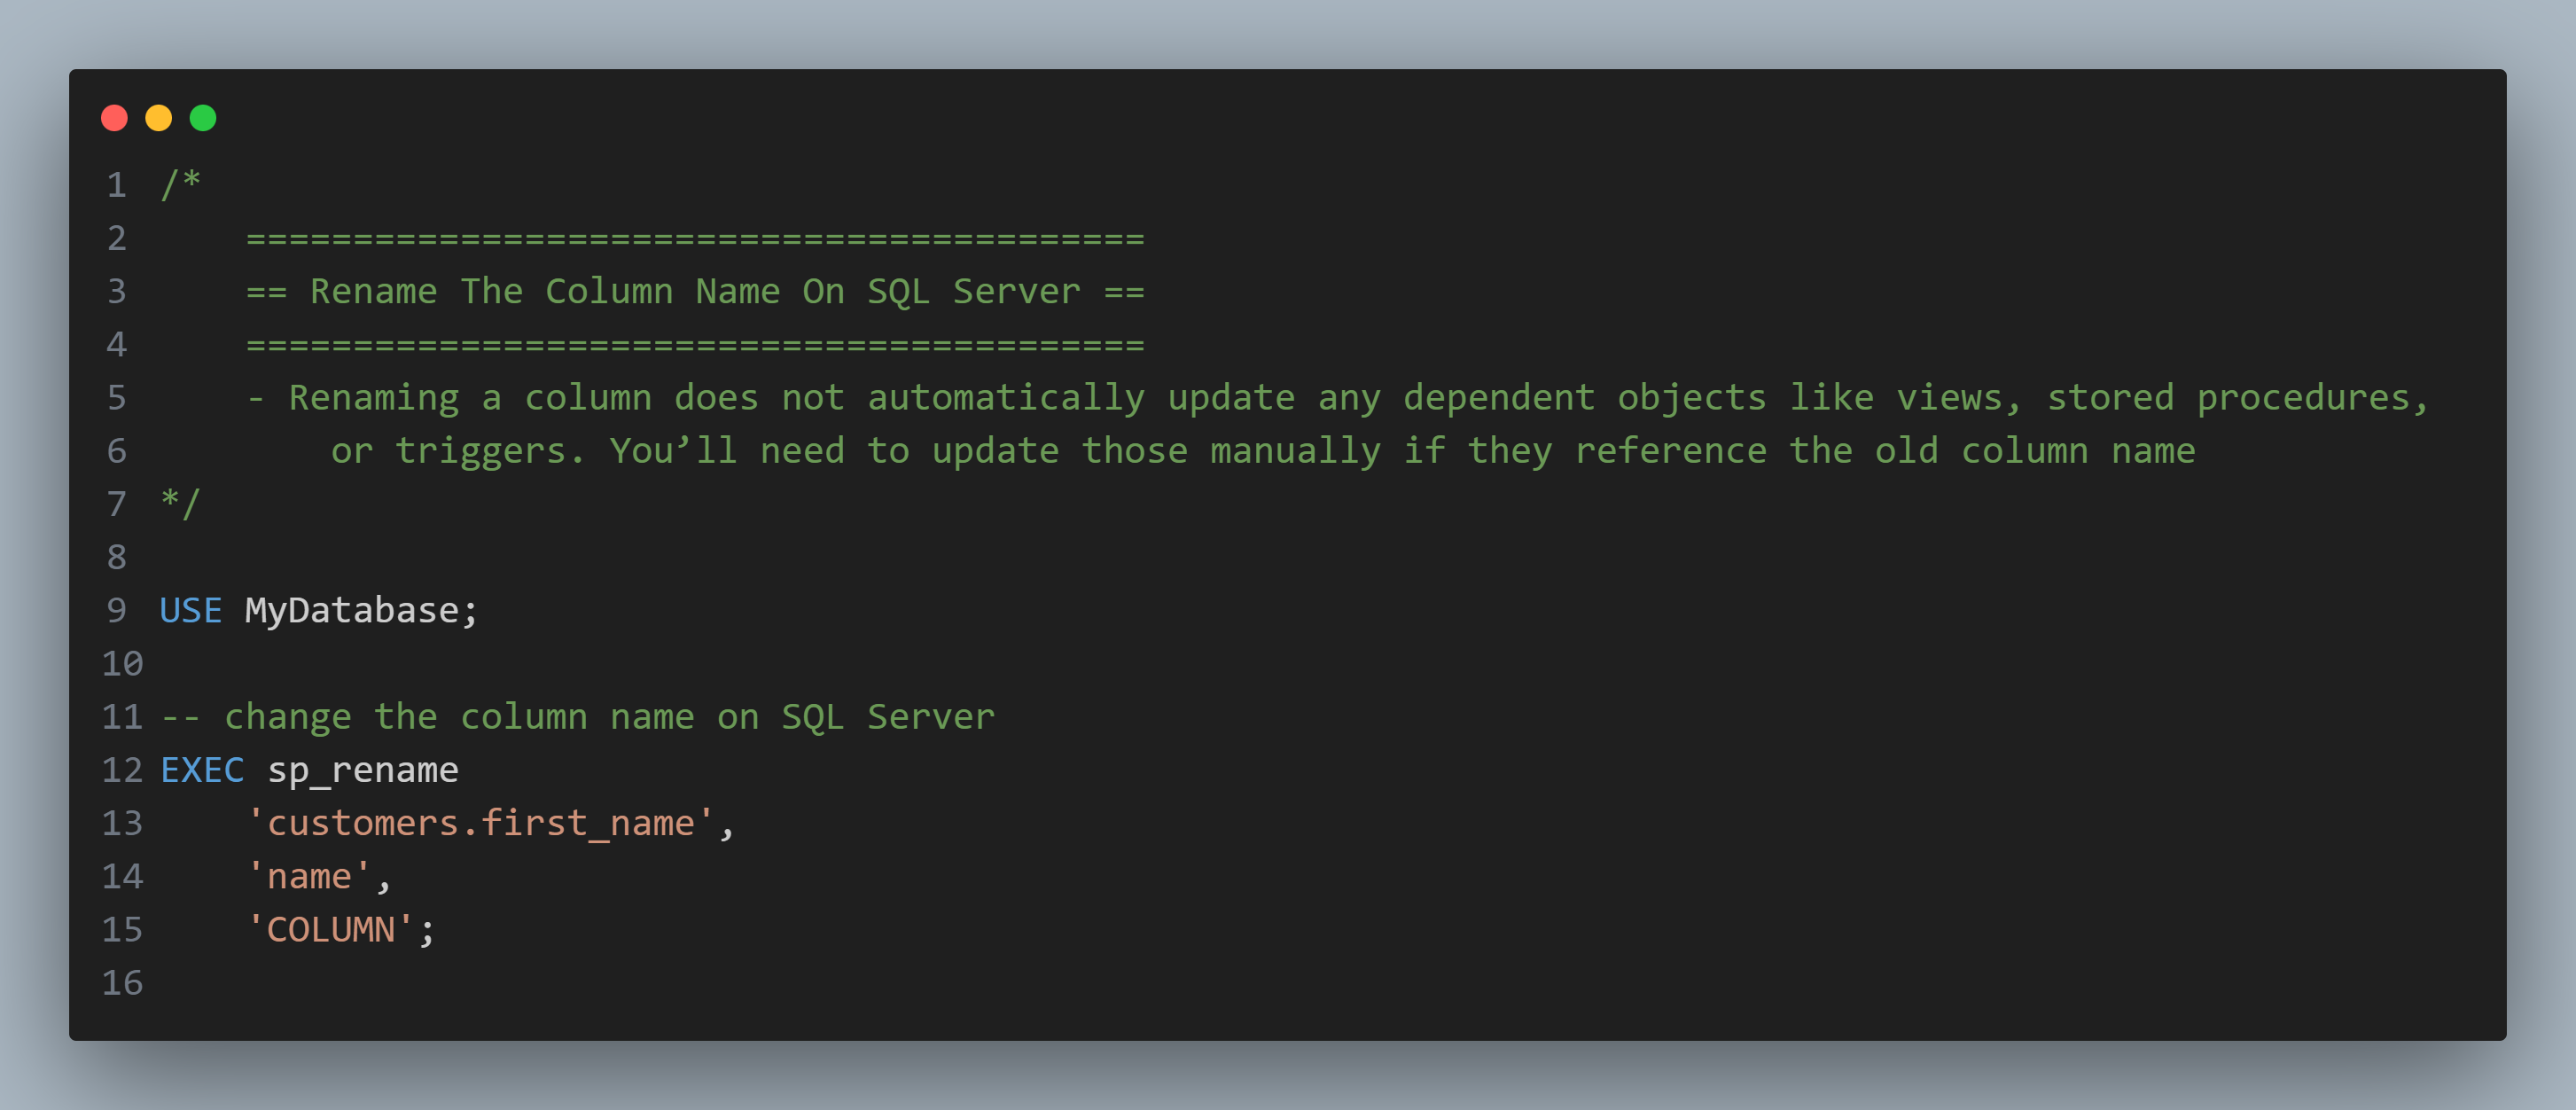 1 /*
2     ==========================================
3     == Rename The Column Name On SQL Server ==
4     ==========================================
5     - Renaming a column does not automatically update any dependent objects like views, stored procedures,
6         or triggers. You’ll need to update those manually if they reference the old column name
7 */
8
9 USE MyDatabase;
10
11 -- change the column name on SQL Server
12 EXEC sp_rename
13     'customers.first_name',
14     'name',
15     'COLUMN';
16